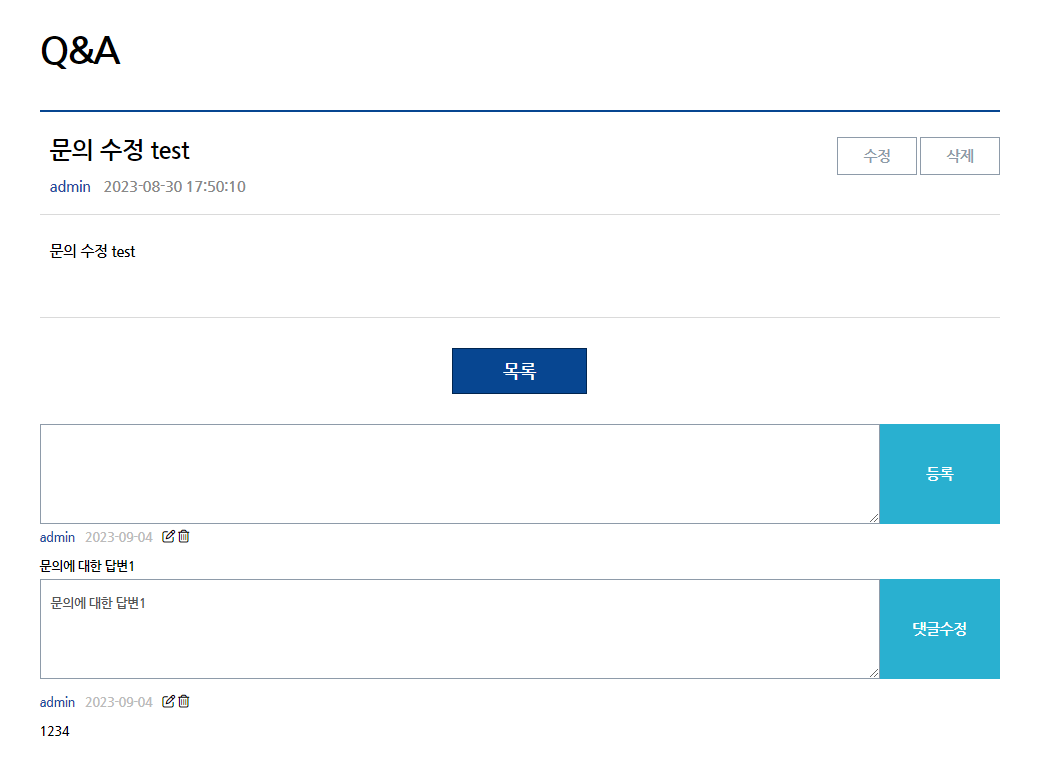 Q&A
문의 수정 test
수정 삭제
admin 2023-08-30 17:50:10
문의 수정 test
목록
등록
admin 2023-09-04
문의에 대한 답변1
문의에 대한 답변1
댓글수정
admin 2023-09-04
1234